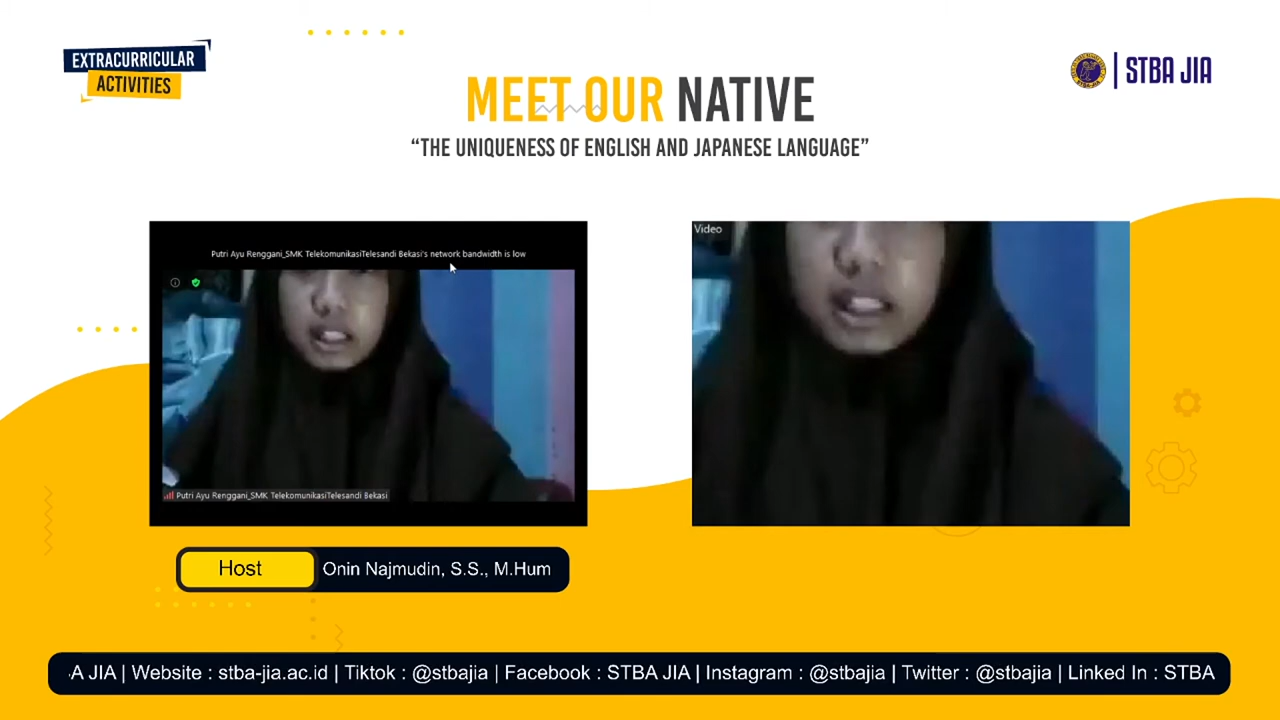 EXTRACURRICULAR
ACTIVITIES
STBA JIA
MEET OUR NATIVE
“THE UNIQUENESS OF ENGLISH AND JAPANESE LANGUAGE”
Putri Ayu Renggani_SMK TelekomunikasiTelesandi Bekasi's network bandwidth is low
Video
Putri Ayu Renggani_SMK TelekomunikasiTelesandi Bekasi
Host
Onin Najmudin, S.S., M.Hum
A JIA | Website : stba-jia.ac.id | Tiktok : @stbajia | Facebook : STBA JIA | Instagram : @stbajia | Twitter : @stbajia | Linked In : STBA